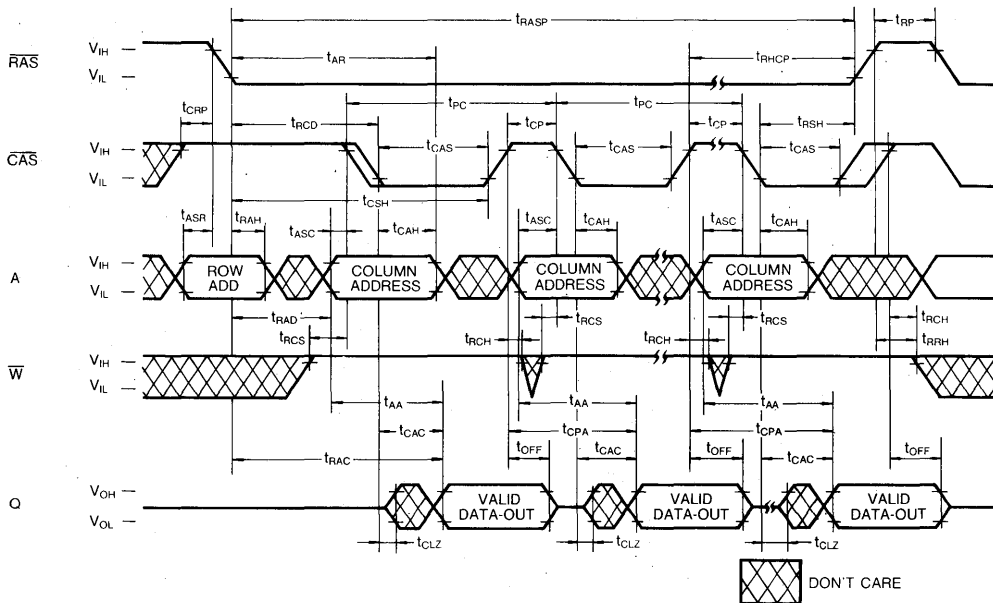 tRASP tRP
RAS VIH tAR tRHCP
VIL
tCRP tRCD tPC tCP tPC tCP tRSH
CAS VIH tCAS tCAS tCAS
VIL
tCSH
tASR tRAH tASC tCAH tASC tCAH tASC tCAH
A VIH ROW ADD COLUMN ADDRESS COLUMN ADDRESS COLUMN ADDRESS
VIL
tRAD tRCS tRCH tRCS tRCH tRCS tRCH
tRRH
W VIH
VIL
tAA tAA tAA
tCAC tCPA tCPA
tRAC tOFF tCAC tOFF tCAC tOFF
Q VOH VALID DATA-OUT VALID DATA-OUT VALID DATA-OUT
VOL
tCLZ tCLZ tCLZ
DON'T CARE